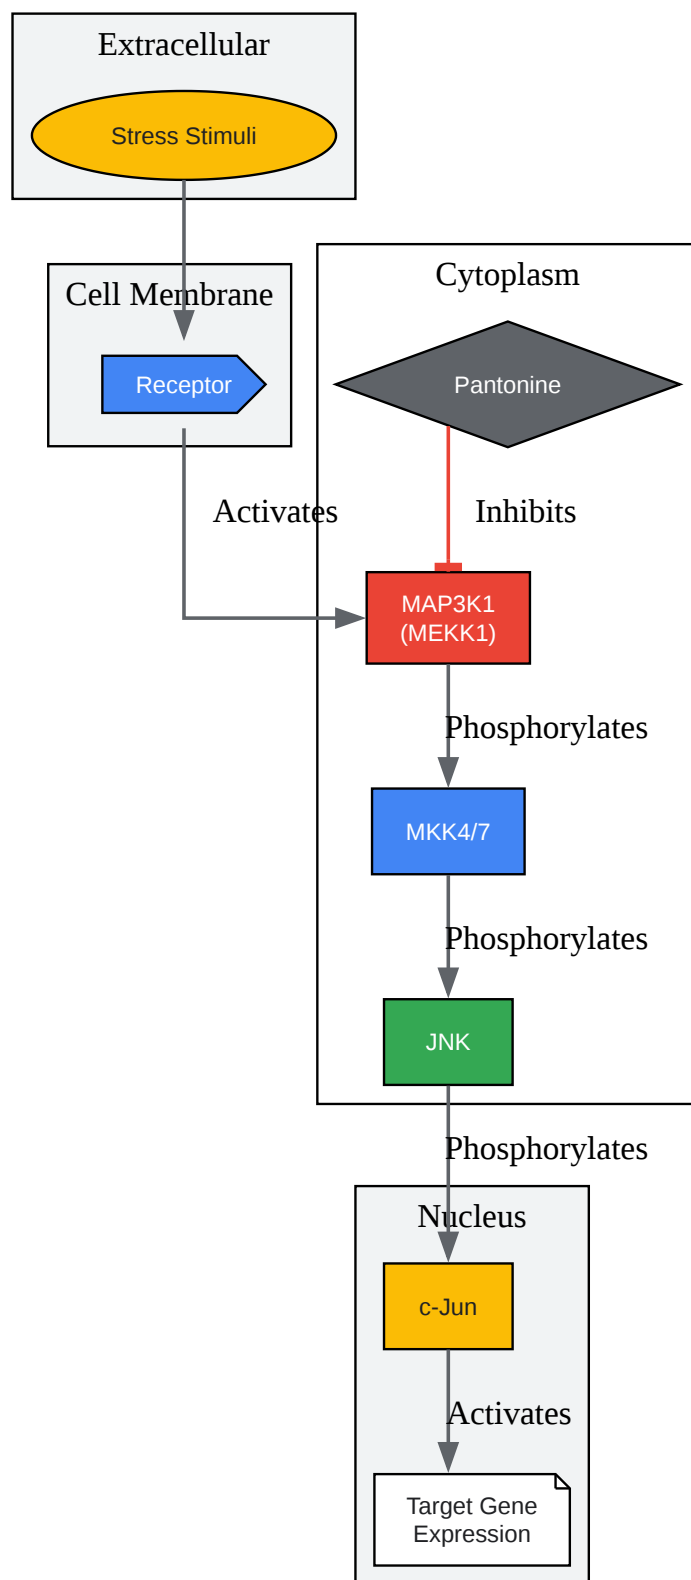 Extracellular
Stress Stimuli
Cell Membrane
Receptor
Cytoplasm
Pantonine
Activates
Inhibits
MAP3K1
(MEKK1)
Phosphorylates
MKK4/7
Phosphorylates
JNK
Phosphorylates
Nucleus
c-Jun
Activates
Target Gene
Expression